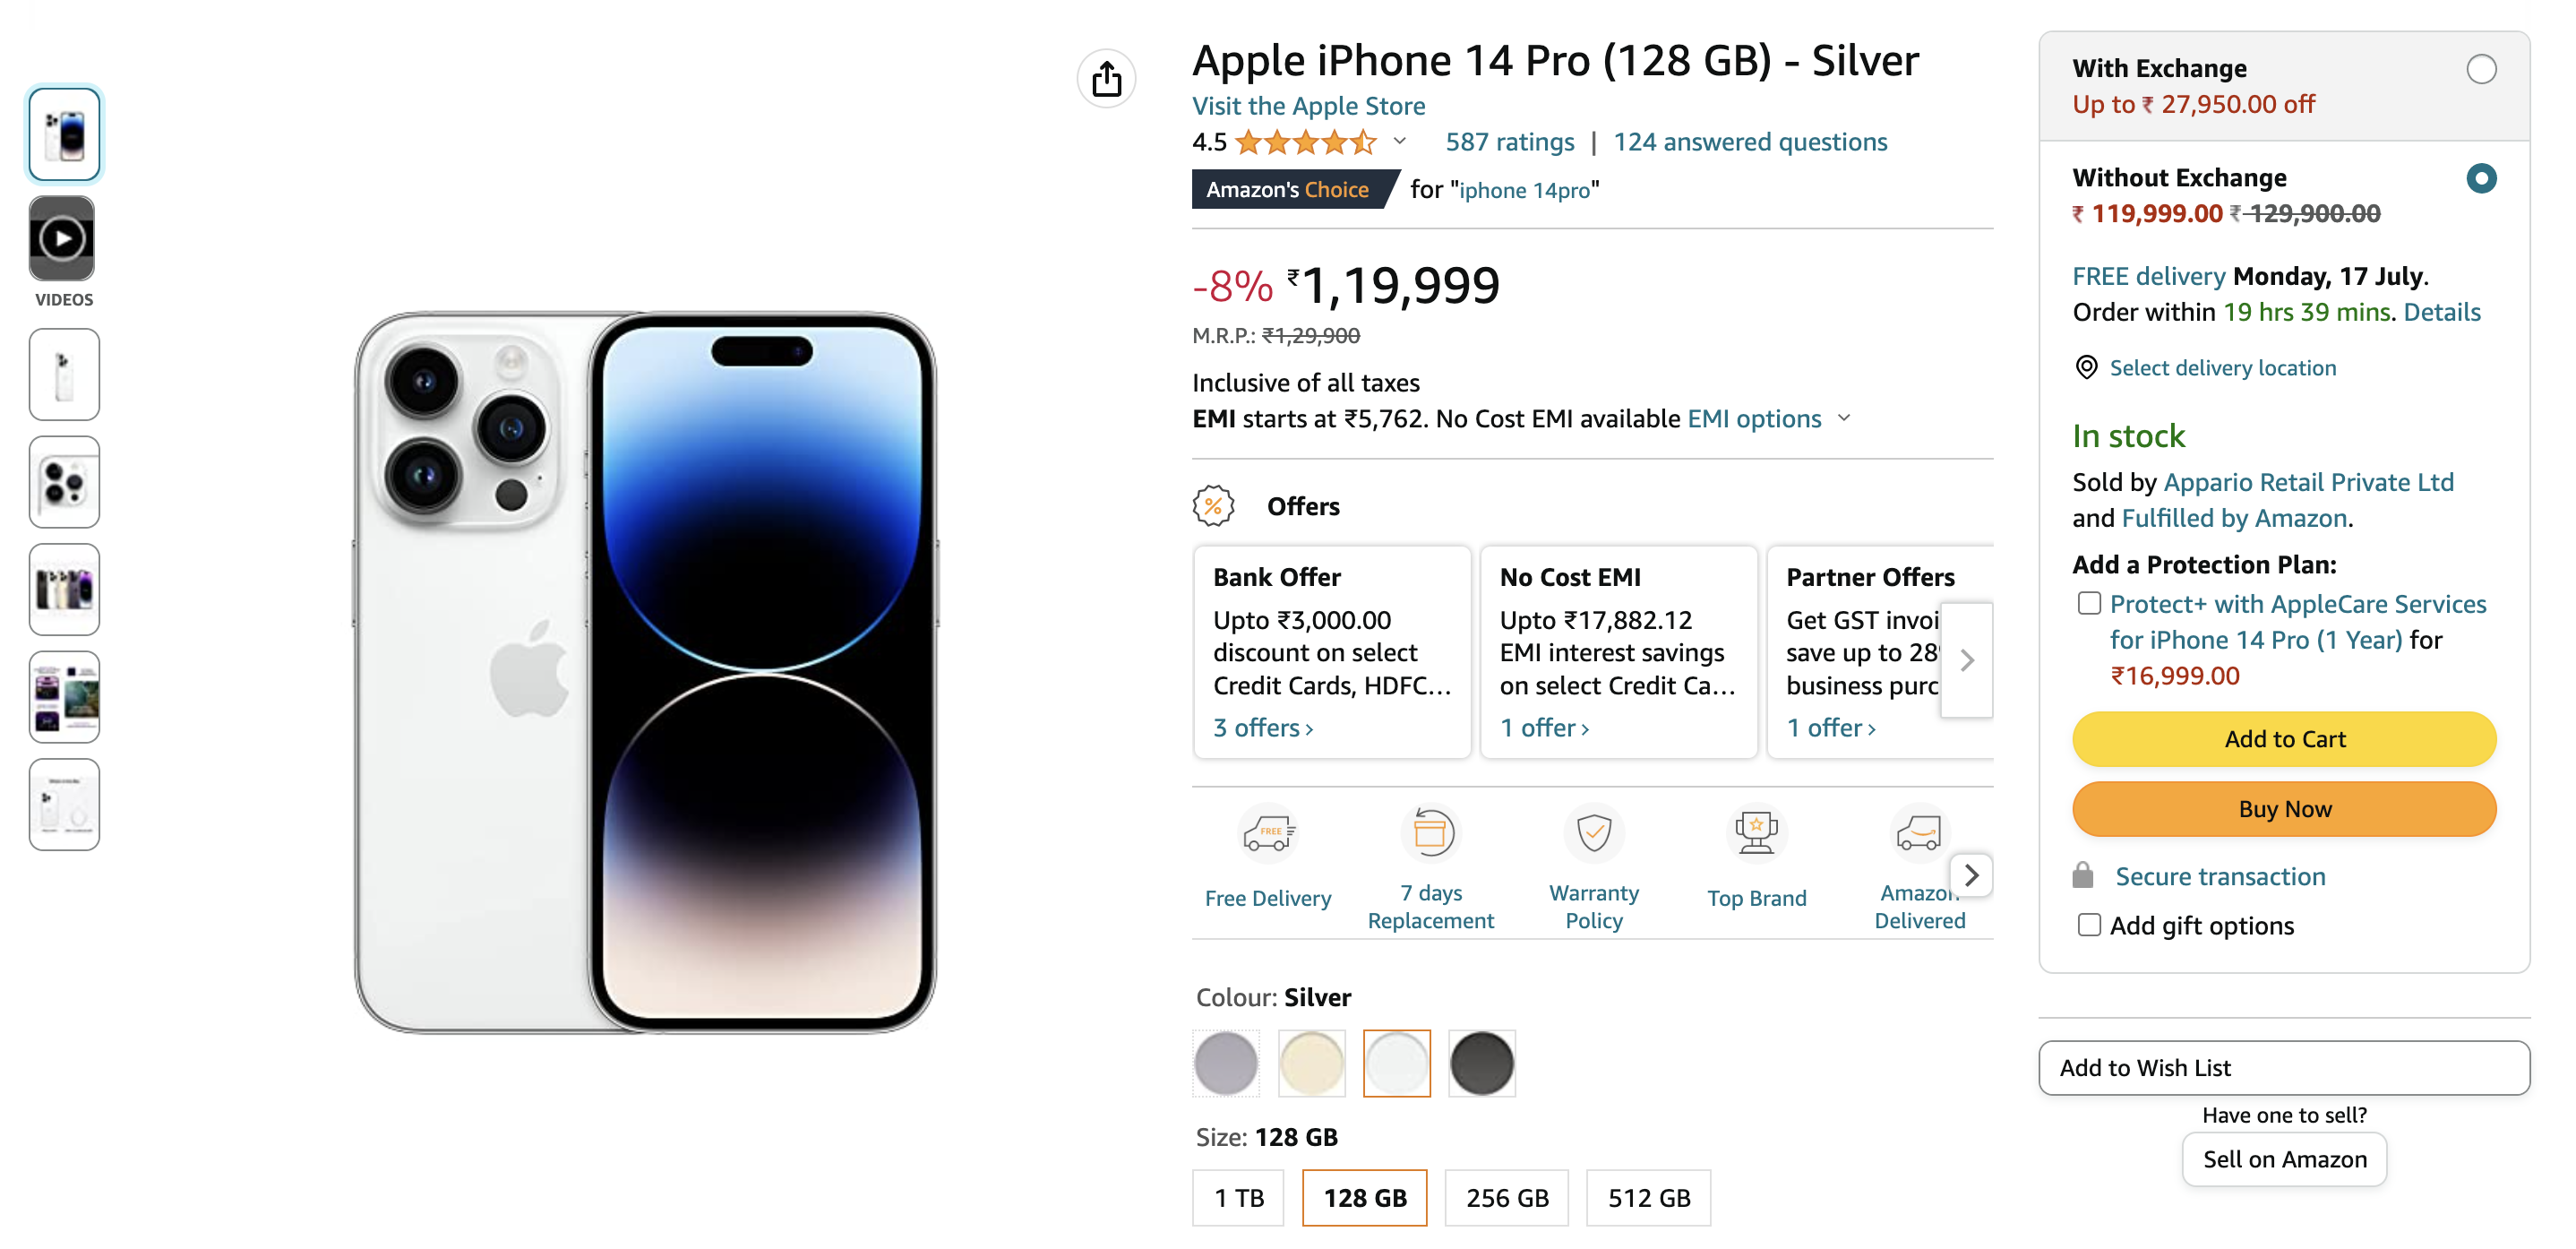 VIDEOS
Apple iPhone 14 Pro (128 GB) - Silver
Visit the Apple Store
4.5 587 ratings | 124 answered questions
Amazon's Choice for "iphone 14pro"
-8% ₹1,19,999
M.R.P.: ₹1,29,900
Inclusive of all taxes
EMI starts at ₹5,762. No Cost EMI available EMI options
% Offers
Bank Offer
Upto ₹3,000.00
discount on select
Credit Cards, HDFC...
3 offers ›
No Cost EMI
Upto ₹17,882.12
EMI interest savings
on select Credit Ca...
1 offer ›
Partner Offers
Get GST invoi
save up to 28
business purc
1 offer ›
FREE
Free Delivery
7 days
Replacement
Warranty
Policy
Top Brand
Amazon
Delivered
Colour: Silver
Size: 128 GB
1 TB
128 GB
256 GB
512 GB
With Exchange
Up to ₹ 27,950.00 off
Without Exchange
₹ 119,999.00 ₹ 129,900.00
FREE delivery Monday, 17 July.
Order within 19 hrs 39 mins. Details
Select delivery location
In stock
Sold by Appario Retail Private Ltd
and Fulfilled by Amazon.
Add a Protection Plan:
Protect+ with AppleCare Services
for iPhone 14 Pro (1 Year) for
₹16,999.00
Add to Cart
Buy Now
Secure transaction
Add gift options
Add to Wish List
Have one to sell?
Sell on Amazon